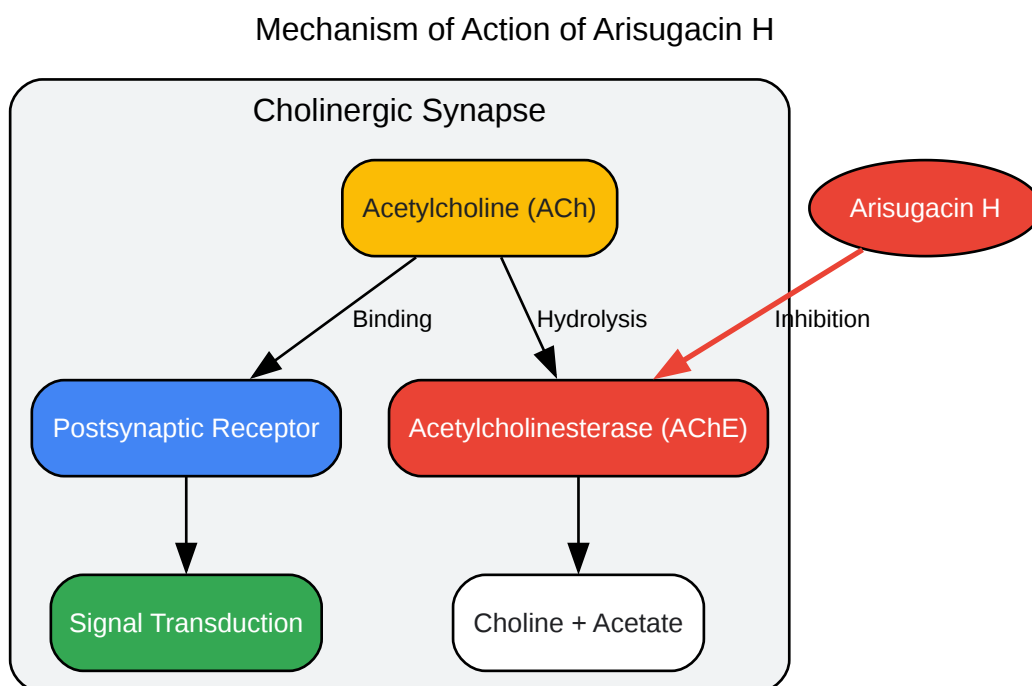 Mechanism of Action of Arisugacin H
Cholinergic Synapse
Acetylcholine (ACh)
Arisugacin H
Binding
Hydrolysis
Inhibition
Postsynaptic Receptor
Acetylcholinesterase (AChE)
Signal Transduction
Choline + Acetate